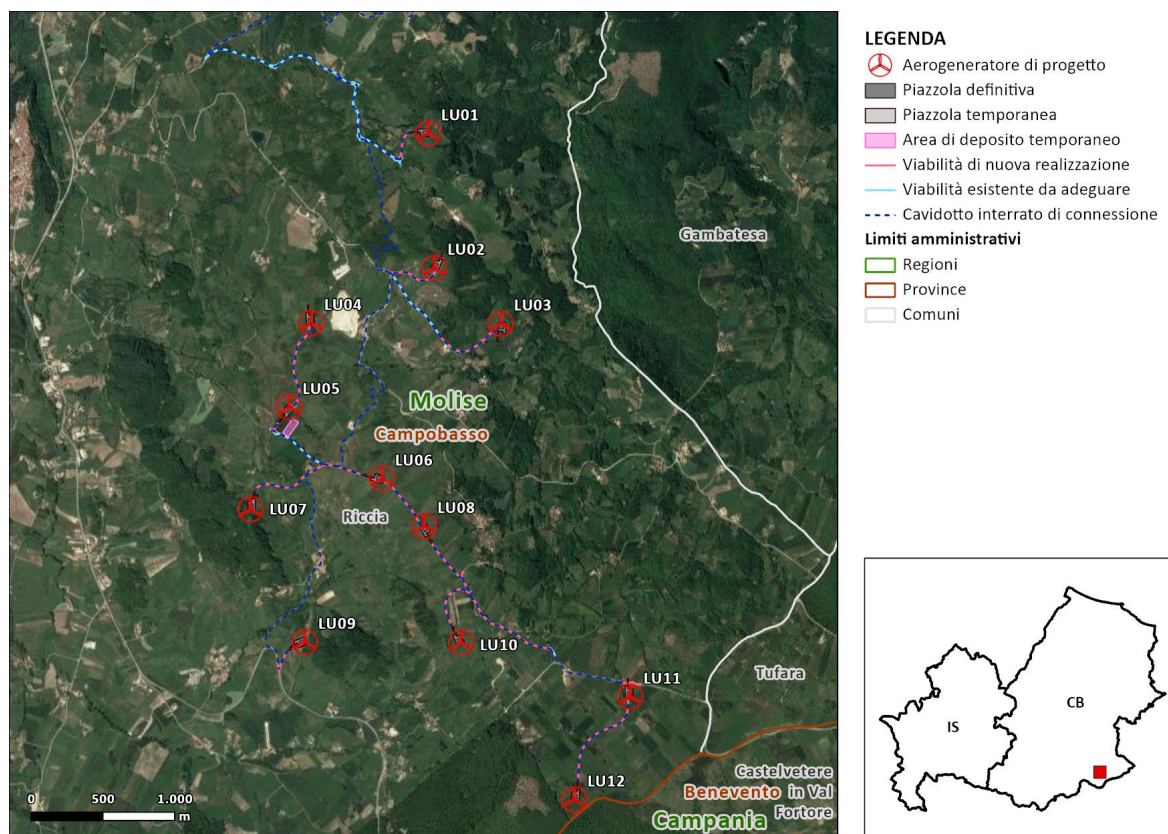 LU01
LU02
LU03
LU04
LU05
LU06
LU07
LU08
LU09
LU10
LU11
LU12
Gambatesa
Molise
Campobasso
Riccia
Tufara
Castelvetere
Benevento in Val
Fortore
Campania
0 500 1.000
m
LEGENDA
Aerogeneratore di progetto
Piazzola definitiva
Piazzola temporanea
Area di deposito temporaneo
Viabilità di nuova realizzazione
Viabilità esistente da adeguare
Cavidotto interrato di connessione
Limiti amministrativi
Regioni
Province
Comuni
IS
CB